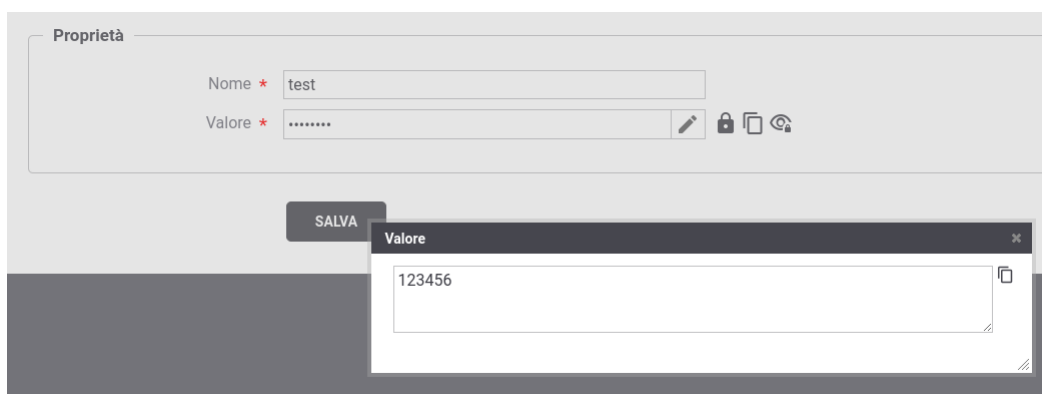 Proprietà
Nome *
test
Valore *
••••••••
SALVA
Valore
123456